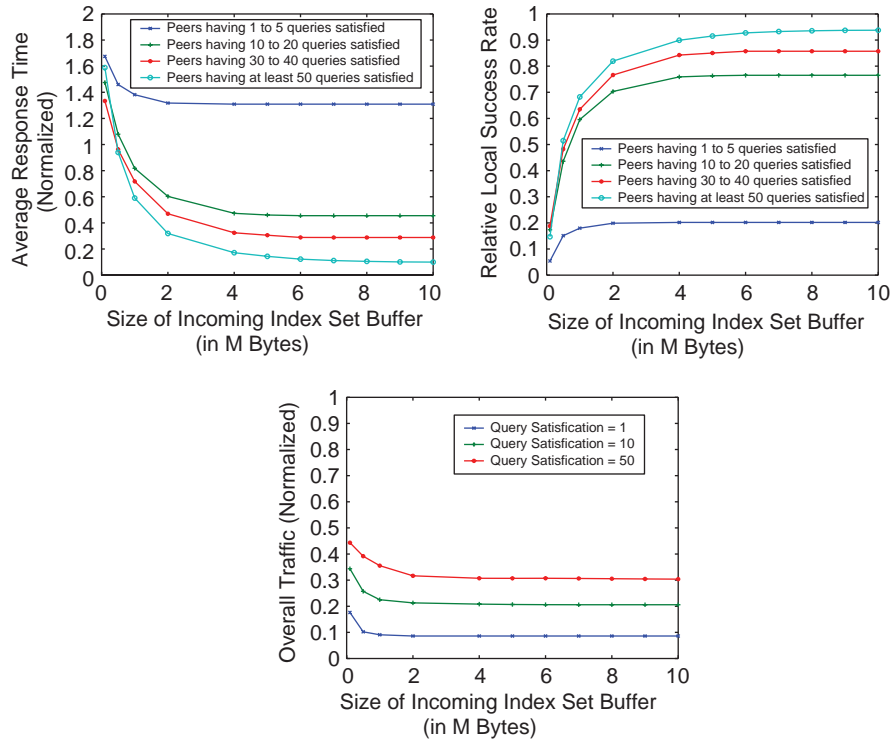 Average Response Time
(Normalized)
2
1.8
1.6
1.4
1.2
1
0.8
0.6
0.4
0.2
0
Peers having 1 to 5 queries satisfied
Peers having 10 to 20 queries satisfied
Peers having 30 to 40 queries satisfied
Peers having at least 50 queries satisfied
0 2 4 6 8 10
Size of Incoming Index Set Buffer
(in M Bytes)
Relative Local Success Rate
1
0.9
0.8
0.7
0.6
0.5
0.4
0.3
0.2
0.1
0
Peers having 1 to 5 queries satisfied
Peers having 10 to 20 queries satisfied
Peers having 30 to 40 queries satisfied
Peers having at least 50 queries satisfied
0 2 4 6 8 10
Size of Incoming Index Set Buffer
(in M Bytes)
Overall Traffic (Normalized)
1
0.9
0.8
0.7
0.6
0.5
0.4
0.3
0.2
0.1
0
Query Satisfication = 1
Query Satisfication = 10
Query Satisfication = 50
0 2 4 6 8 10
Size of Incoming Index Set Buffer
(in M Bytes)